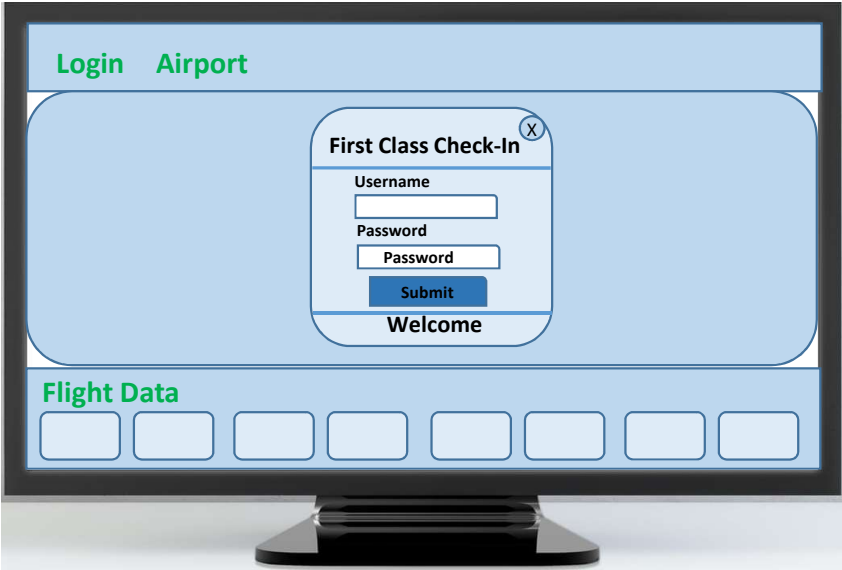 Login Airport
X
First Class Check-In
Username
Password
Password
Submit
Welcome
Flight Data